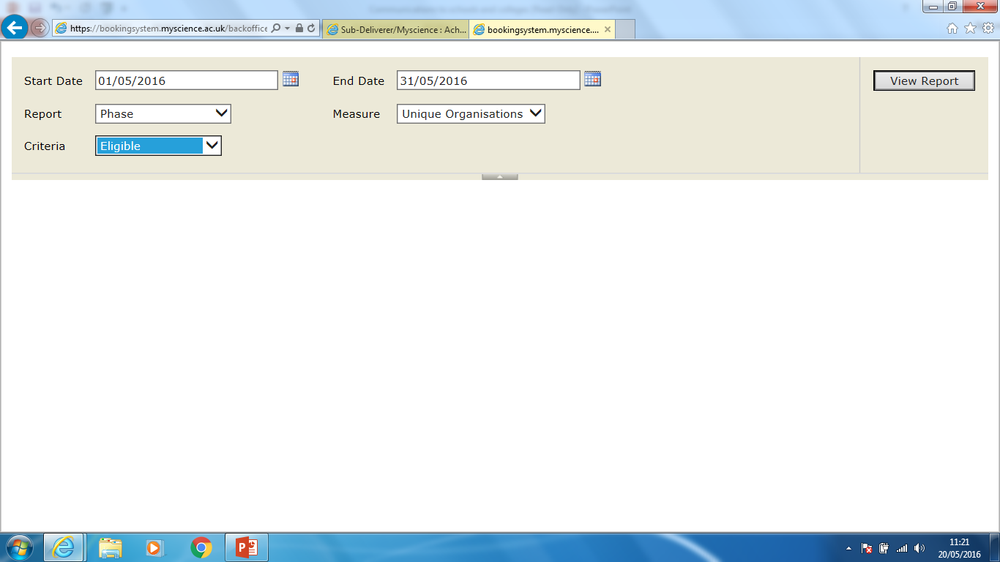 https://bookingsystem.myscience.ac.uk/backoffice
Sub-Deliverer/Myscience : Ach...
bookingsystem.myscience....
Start Date 01/05/2016 End Date 31/05/2016 View Report
Report Phase Measure Unique Organisations
Criteria Eligible
11:21
20/05/2016